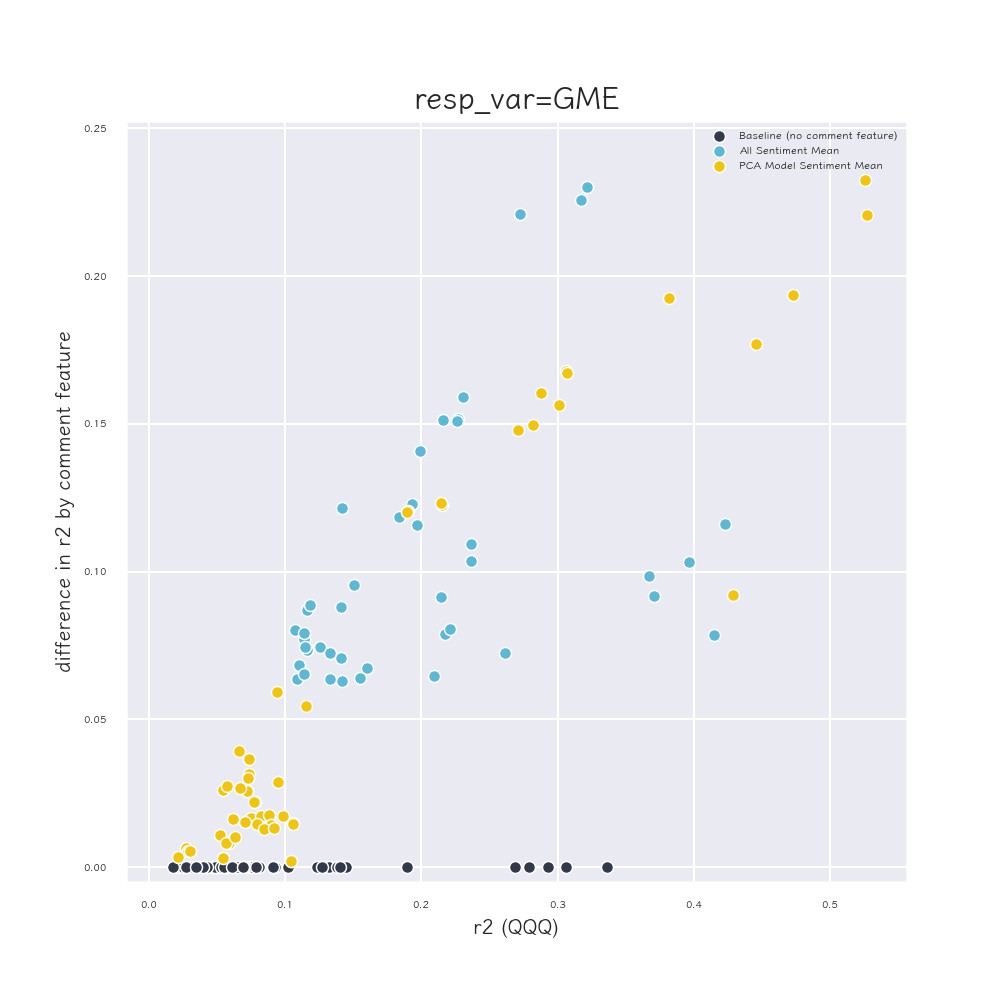 resp_var=GME
Baseline (no comment feature)
All Sentiment Mean
PCA Model Sentiment Mean
difference in r2 by comment feature
0.25
0.20
0.15
0.10
0.05
0.00
0.0 0.1 0.2 0.3 0.4 0.5
r2 (QQQ)